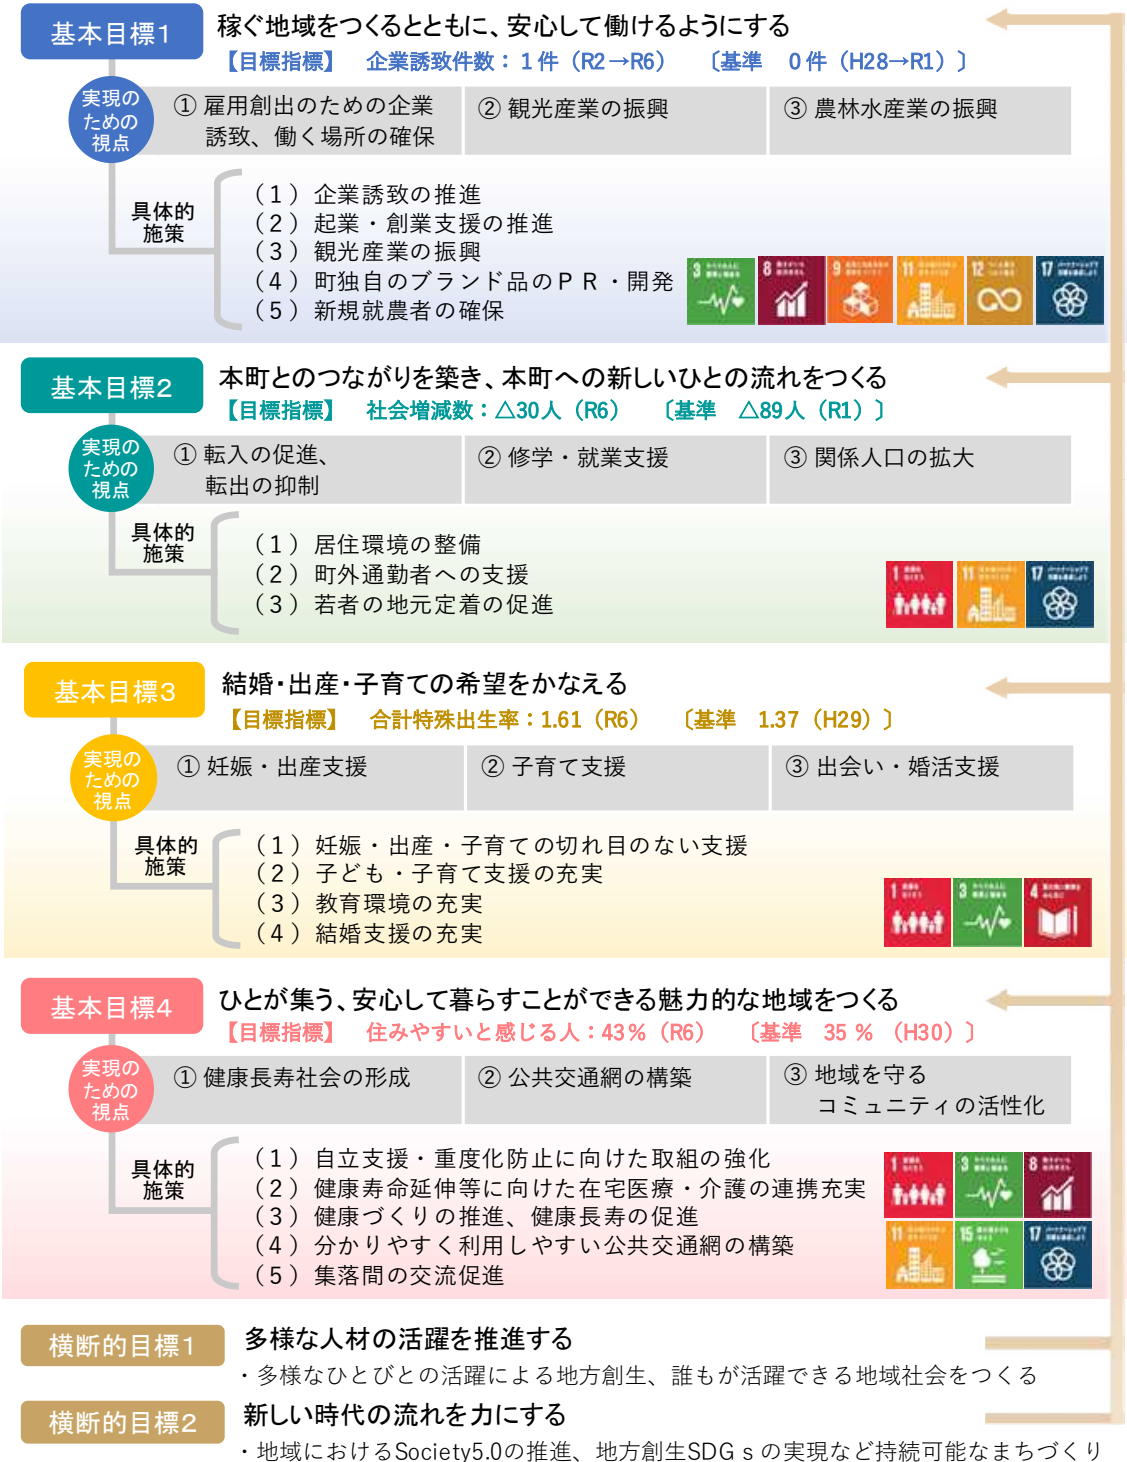 基本目標1
稼ぐ地域をつくるとともに、安心して働けるようにする
【目標指標】　企業誘致件数：1件（R2→R6）　〔基準　0件（H28→R1）〕
実現の
ための
視点
① 雇用創出のための企業
誘致、働く場所の確保
② 観光産業の振興
③ 農林水産業の振興
具体的
施策
（1）企業誘致の推進
（2）起業・創業支援の推進
（3）観光産業の振興
（4）町独自のブランド品のＰＲ・開発
（5）新規就農者の確保
3
8
9
11
12
17
基本目標2
本町とのつながりを築き、本町への新しいひとの流れをつくる
【目標指標】　社会増減数：△30人（R6）　〔基準　△89人（R1）〕
実現の
ための
視点
① 転入の促進、
転出の抑制
② 修学・就業支援
③ 関係人口の拡大
具体的
施策
（1）居住環境の整備
（2）町外通勤者への支援
（3）若者の地元定着の促進
1
11
17
基本目標3
結婚・出産・子育ての希望をかなえる
【目標指標】　合計特殊出生率：1.61（R6）　〔基準　1.37（H29）〕
実現の
ための
視点
① 妊娠・出産支援
② 子育て支援
③ 出会い・婚活支援
具体的
施策
（1）妊娠・出産・子育ての切れ目のない支援
（2）子ども・子育て支援の充実
（3）教育環境の充実
（4）結婚支援の充実
1
3
4
基本目標4
ひとが集う、安心して暮らすことができる魅力的な地域をつくる
【目標指標】　住みやすいと感じる人：43％（R6）　〔基準　35％（H30）〕
実現の
ための
視点
① 健康長寿社会の形成
② 公共交通網の構築
③ 地域を守る
コミュニティの活性化
具体的
施策
（1）自立支援・重度化防止に向けた取組の強化
（2）健康寿命延伸等に向けた在宅医療・介護の連携充実
（3）健康づくりの推進、健康長寿の促進
（4）分かりやすく利用しやすい公共交通網の構築
（5）集落間の交流促進
1
3
8
11
15
17
横断的目標1
多様な人材の活躍を推進する
・多様なひとびとの活躍による地方創生、誰もが活躍できる地域社会をつくる
横断的目標2
新しい時代の流れを力にする
・地域におけるSociety5.0の推進、地方創生SDGｓの実現など持続可能なまちづくり